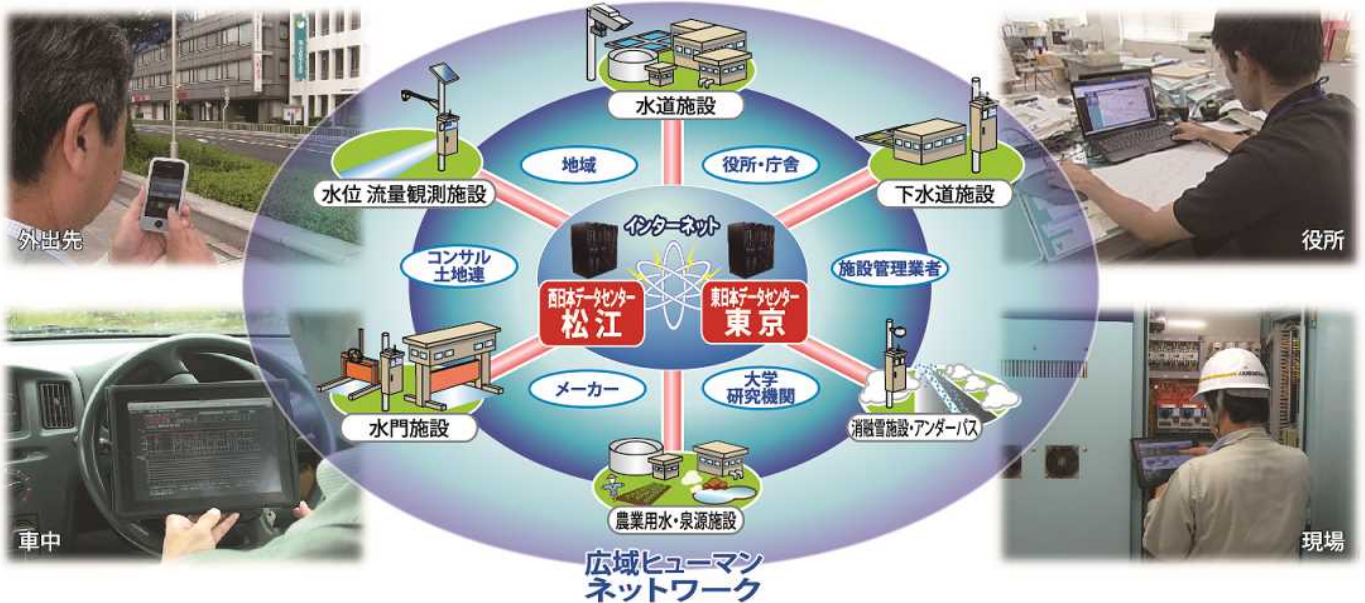 水道施設
水位 流量観測施設
地域
役所・庁舎
下水道施設
外出先
役所
インターネット
コンサル
土地連
施設管理業者
西日本データセンター
松江
東日本データセンター
東京
メーカー
大学
研究機関
水門施設
消融雪施設・アンダーパス
農業用水・泉源施設
車中
現場
広域ヒューマン
ネットワーク